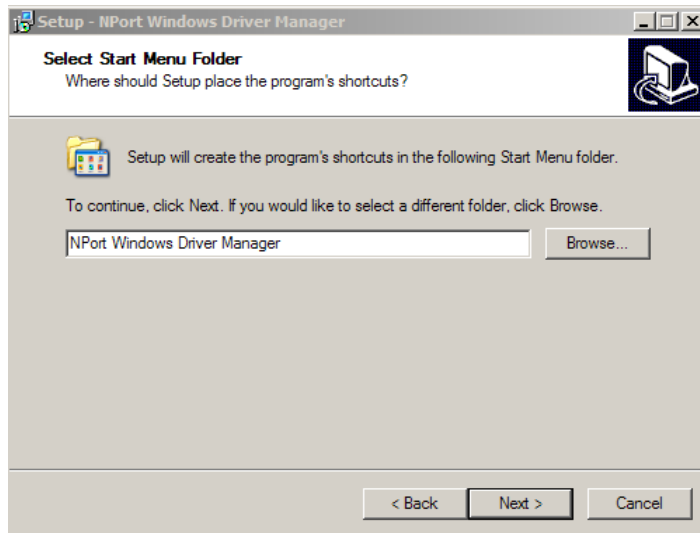 Setup - NPort Windows Driver Manager
Select Start Menu Folder
Where should Setup place the program's shortcuts?
Setup will create the program's shortcuts in the following Start Menu folder.
To continue, click Next. If you would like to select a different folder, click Browse.
NPort Windows Driver Manager
Browse...
< Back
Next >
Cancel